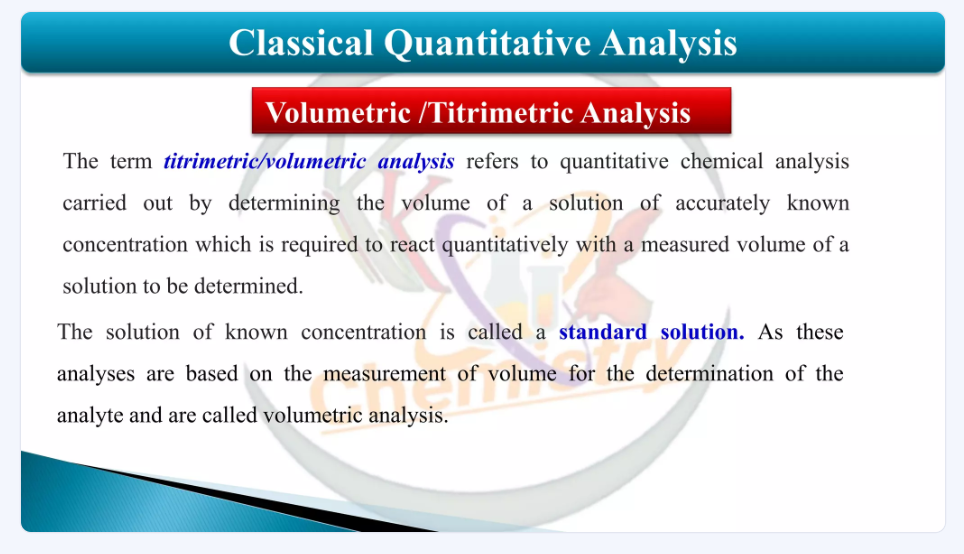 Classical Quantitative Analysis
Volumetric /Titrimetric Analysis
The term titrimetric/volumetric analysis refers to quantitative chemical analysis
carried out by determining the volume of a solution of accurately known
concentration which is required to react quantitatively with a measured volume of a
solution to be determined.
The solution of known concentration is called a standard solution. As these
analyses are based on the measurement of volume for the determination of the
analyte and are called volumetric analysis.
KK
Chemistry